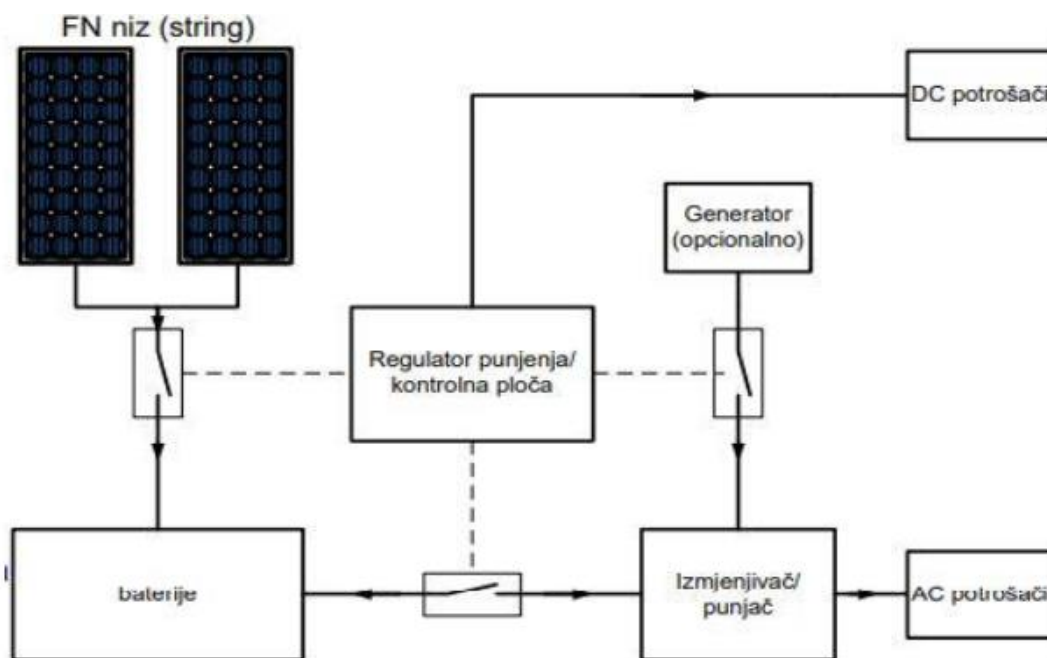 FN niz (string)
DC potrošači
Generator
(opcionalno)
Regulator punjenja/
kontrolna ploča
baterije
Izmjenjivač/
punjač
AC potrošači